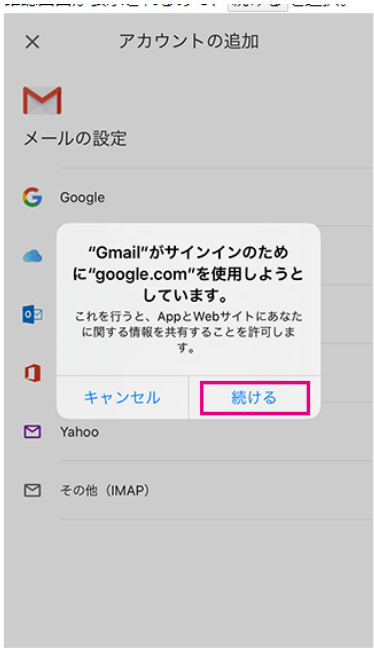 アカウントの追加
メールの設定
Google
“Gmail“がサインインのため
に“google.com“を使用しようと
しています。
これを行うと、AppとWebサイトにあなた
に関する情報を共有することを許可しま
す。
キャンセル
続ける
Yahoo
その他（IMAP）